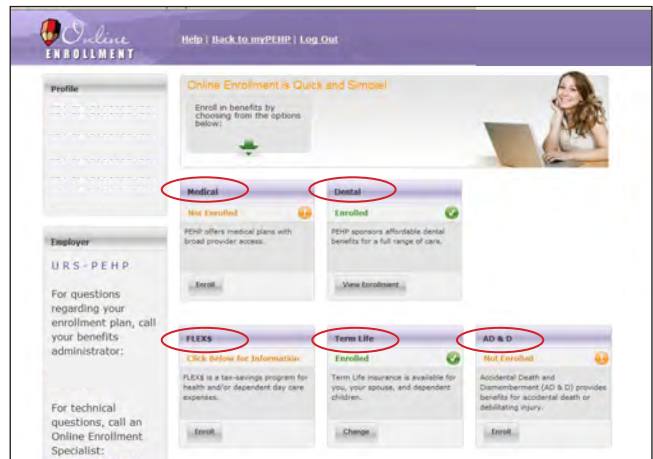 Online
ENROLLMENT
Help | Back to myPEHP | Log Out
Profile
Online Enrollment is Quick and Simple!
Enroll in benefits by
choosing from the options
below:
Medical
Not Enrolled
PEHP offers medical plans with
broad provider access.
Enroll
Dental
Enrolled
PEHP sponsors affordable dental
benefits for a full range of care.
View Enrollment
Employer
URS-PEHP
For questions
regarding your
enrollment plan, call
your benefits
administrator:
For technical
questions, call an
Online Enrollment
Specialist:
FLEX$
Click Below for Information
FLEX$ is a tax-savings program for
health and/or dependent day care
expenses.
Enroll
Term Life
Enrolled
Term Life insurance is available for
you, your spouse, and dependent
children.
Change
AD & D
Not Enrolled
Accidental Death and
Dismemberment (AD & D) provides
benefits for accidental death or
debilitating injury.
Enroll